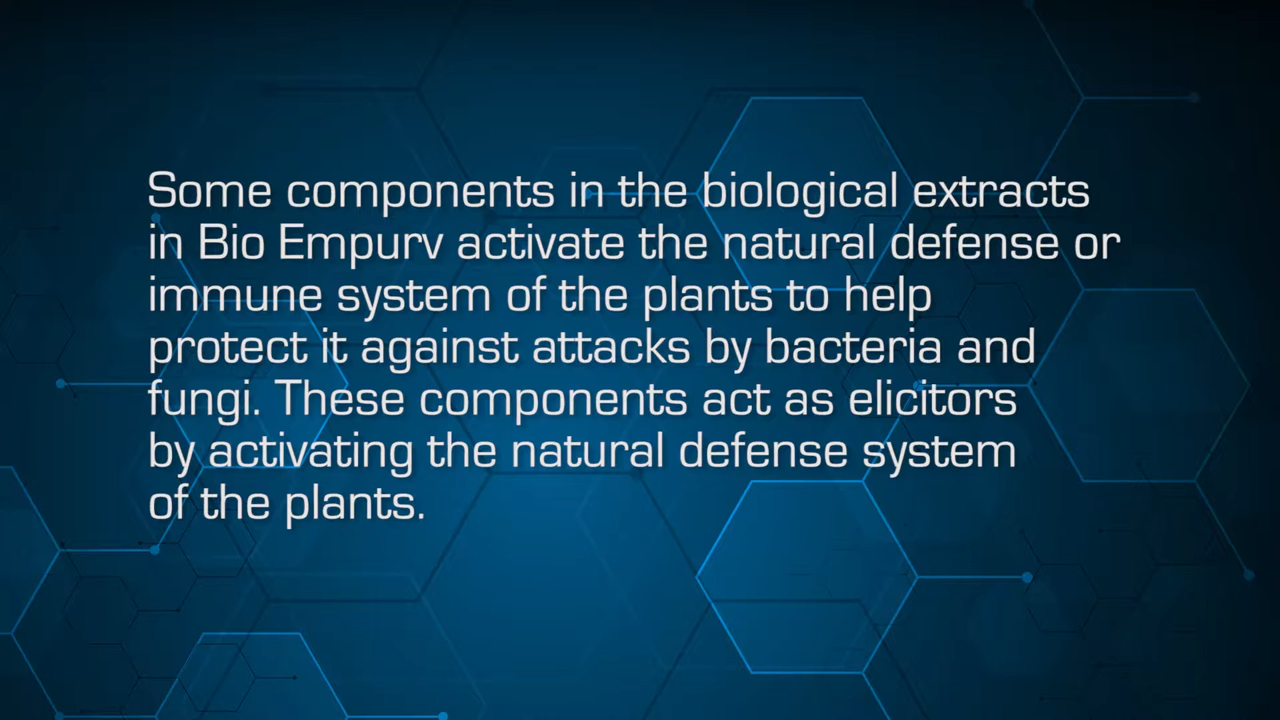 Some components in the biological extracts
in Bio Empurv activate the natural defense or
immune system of the plants to help
protect it against attacks by bacteria and
fungi. These components act as elicitors
by activating the natural defense system
of the plants.